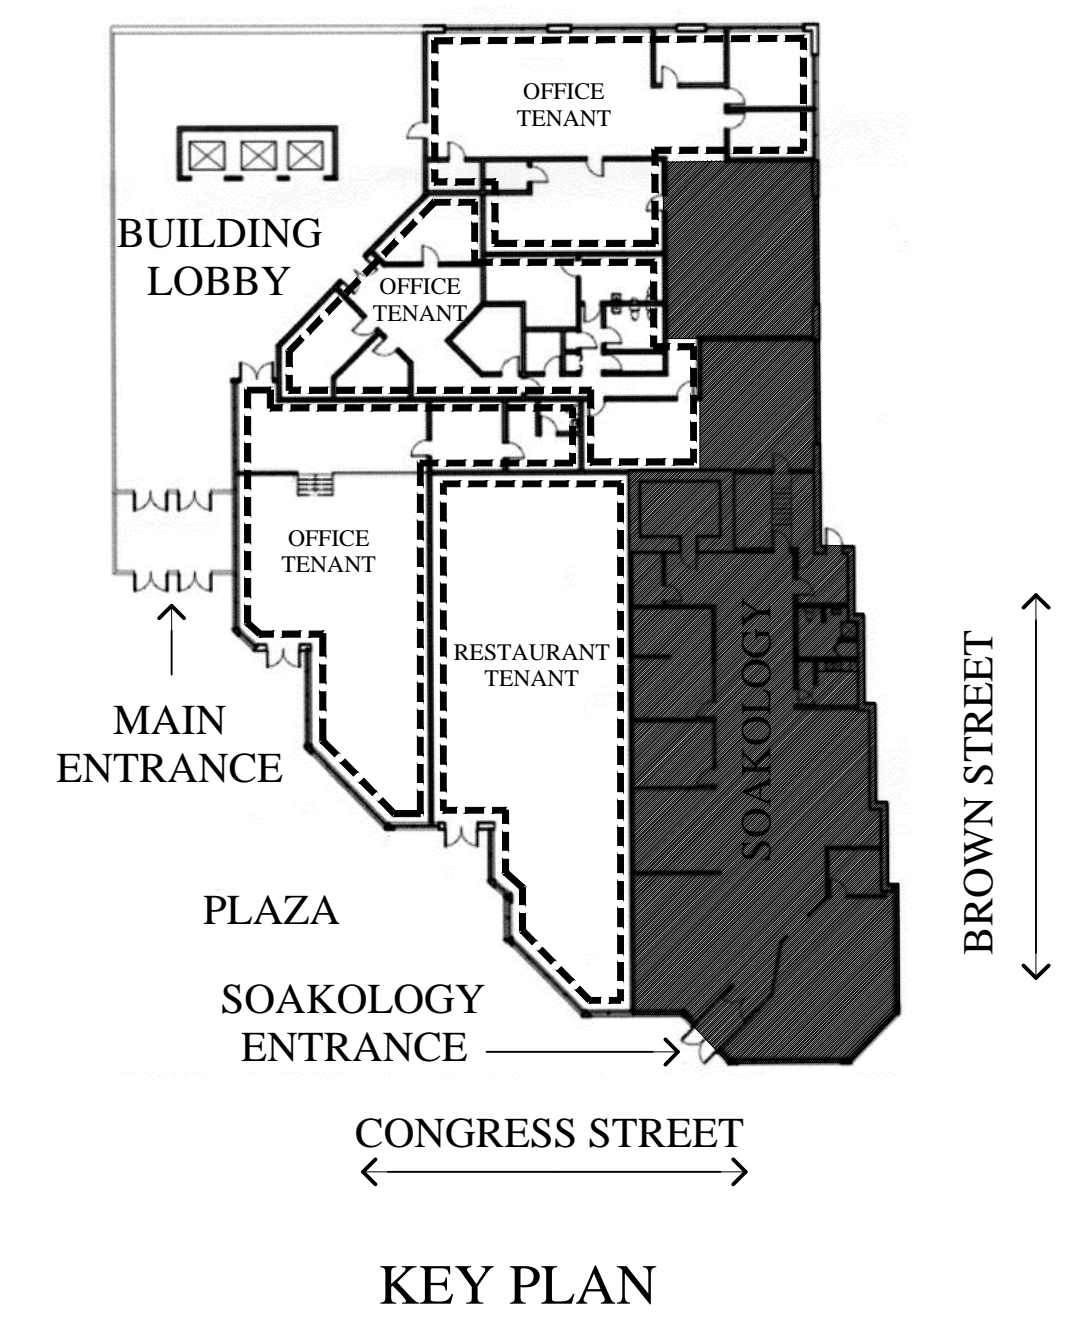 OFFICE
TENANT
BUILDING
LOBBY
OFFICE
TENANT
OFFICE
TENANT
RESTAURANT
TENANT
SOAKOLOGY
BROWN STREET
MAIN
ENTRANCE
PLAZA
SOAKOLOGY
ENTRANCE
CONGRESS STREET
KEY PLAN